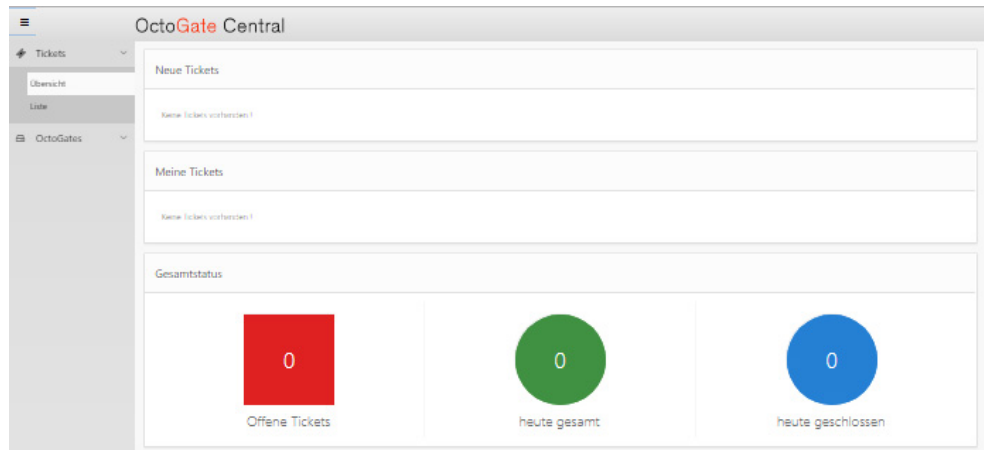 OctoGate Central
Tickets
Übersicht
Liste
OctoGates
Neue Tickets
Keine Tickets vorhanden !
Meine Tickets
Keine Tickets vorhanden !
Gesamtstatus
0
Offene Tickets
0
heute gesamt
0
heute geschlossen